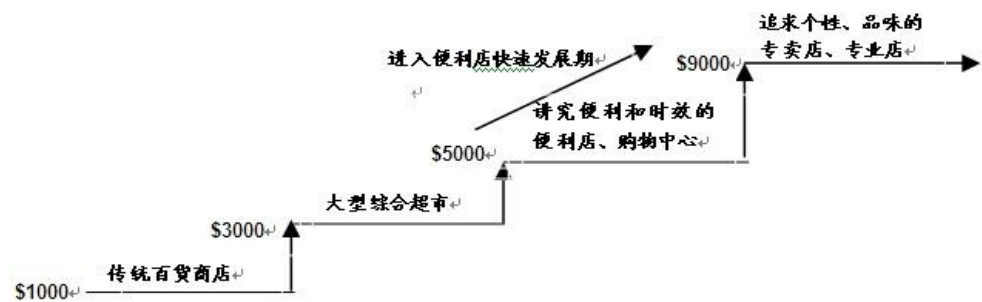 追求个性、品味的
专卖店、专业店
进入便利店快速发展期
$9000
讲究便利和时效的
便利店、购物中心
$5000
大型综合超市
$3000
传统百货商店
$1000